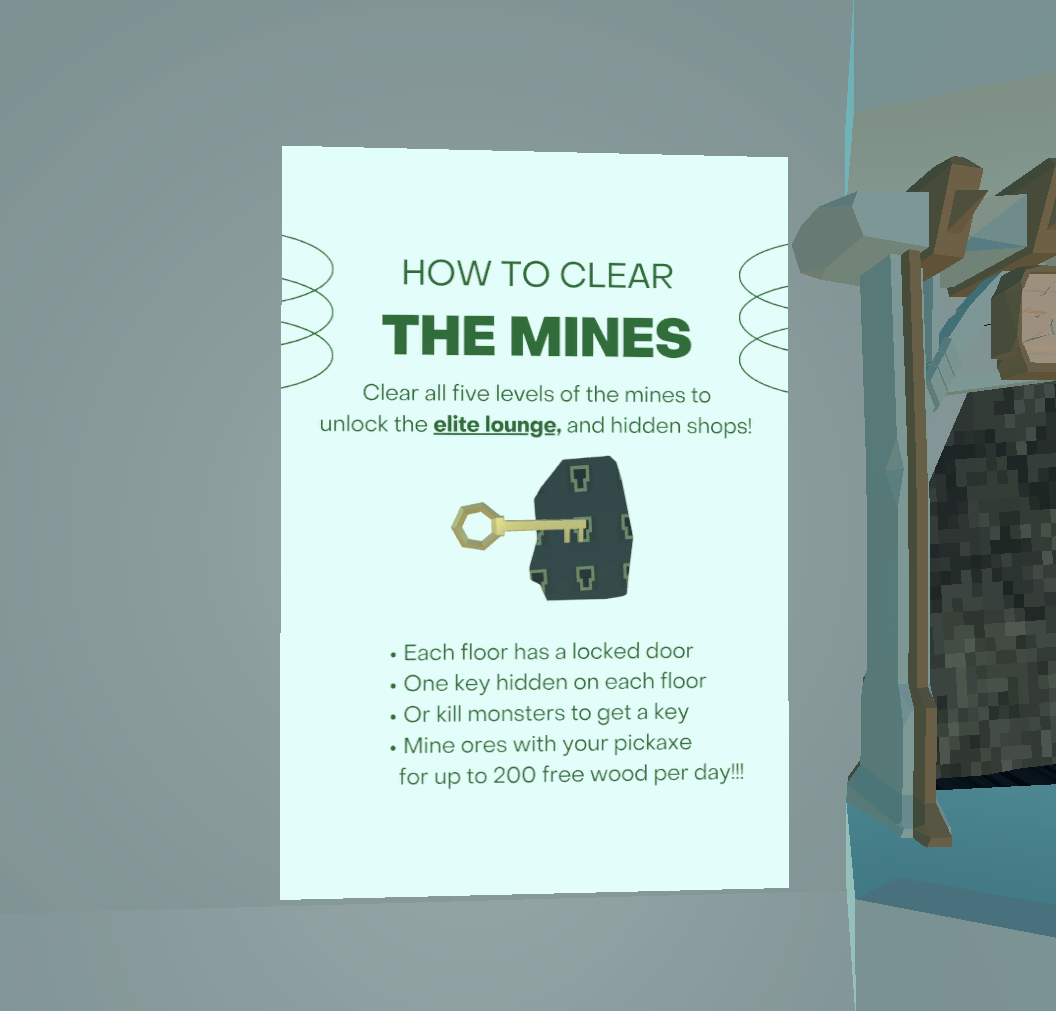 HOW TO CLEAR
THE MINES
Clear all five levels of the mines to
unlock the elite lounge, and hidden shops!
• Each floor has a locked door
• One key hidden on each floor
• Or kill monsters to get a key
• Mine ores with your pickaxe
for up to 200 free wood per day!!!